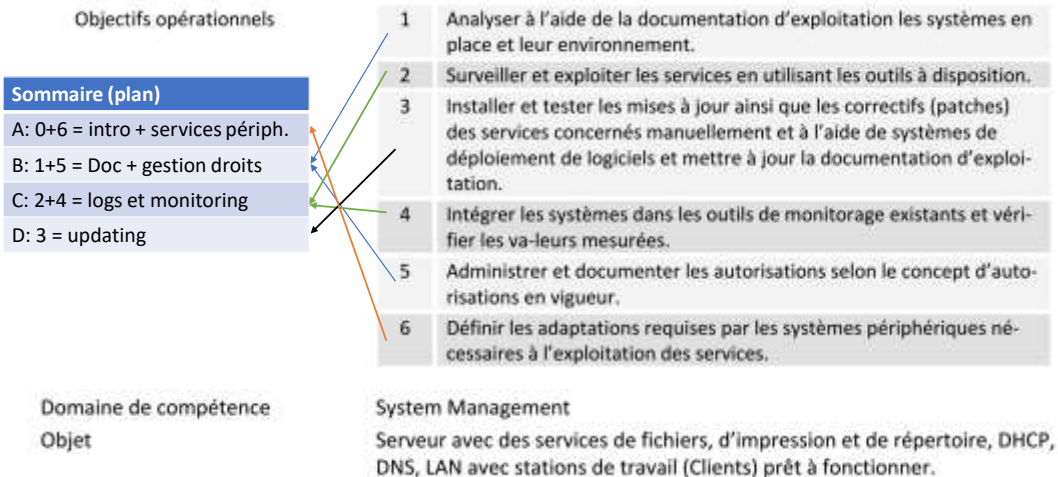 Objectifs opérationnels
1 Analyser à l'aide de la documentation d'exploitation les systèmes en
place et leur environnement.
2 Surveiller et exploiter les services en utilisant les outils à disposition.
3 Installer et tester les mises à jour ainsi que les correctifs (patches)
des services concernés manuellement et à l'aide de systèmes de
déploiement de logiciels et mettre à jour la documentation d'exploi-
tation.
4 Intégrer les systèmes dans les outils de monitorage existants et véri-
fier les va-leurs mesurées.
5 Administrer et documenter les autorisations selon le concept d'auto-
risations en vigueur.
6 Définir les adaptations requises par les systèmes périphériques né-
cessaires à l'exploitation des services.
Sommaire (plan)
A: 0+6 = intro + services périph.
B: 1+5 = Doc + gestion droits
C: 2+4 = logs et monitoring
D: 3 = updating
Domaine de compétence System Management
Objet Serveur avec des services de fichiers, d'impression et de répertoire, DHCP,
DNS, LAN avec stations de travail (Clients) prêt à fonctionner.